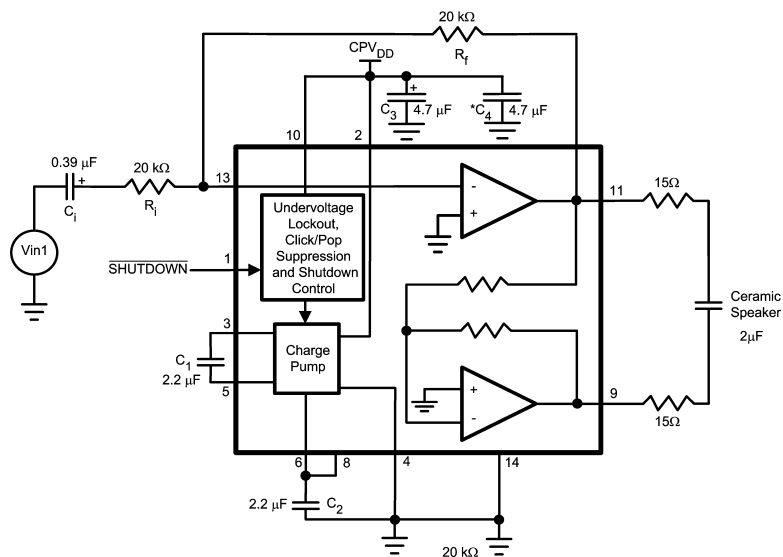 20 kΩ
Rf
CPVDD
+
C3
4.7 µF
*C4
4.7 µF
10
2
0.39 µF
+
Ci
20 kΩ
Ri
13
Vin1
Undervoltage
Lockout,
Click/Pop
Suppression
and Shutdown
Control
SHUTDOWN
1
-
+
11
15Ω
Ceramic
Speaker
2µF
3
C1
2.2 µF
5
Charge
Pump
+
-
9
15Ω
6
8
4
14
2.2 µF
C2
20 kΩ